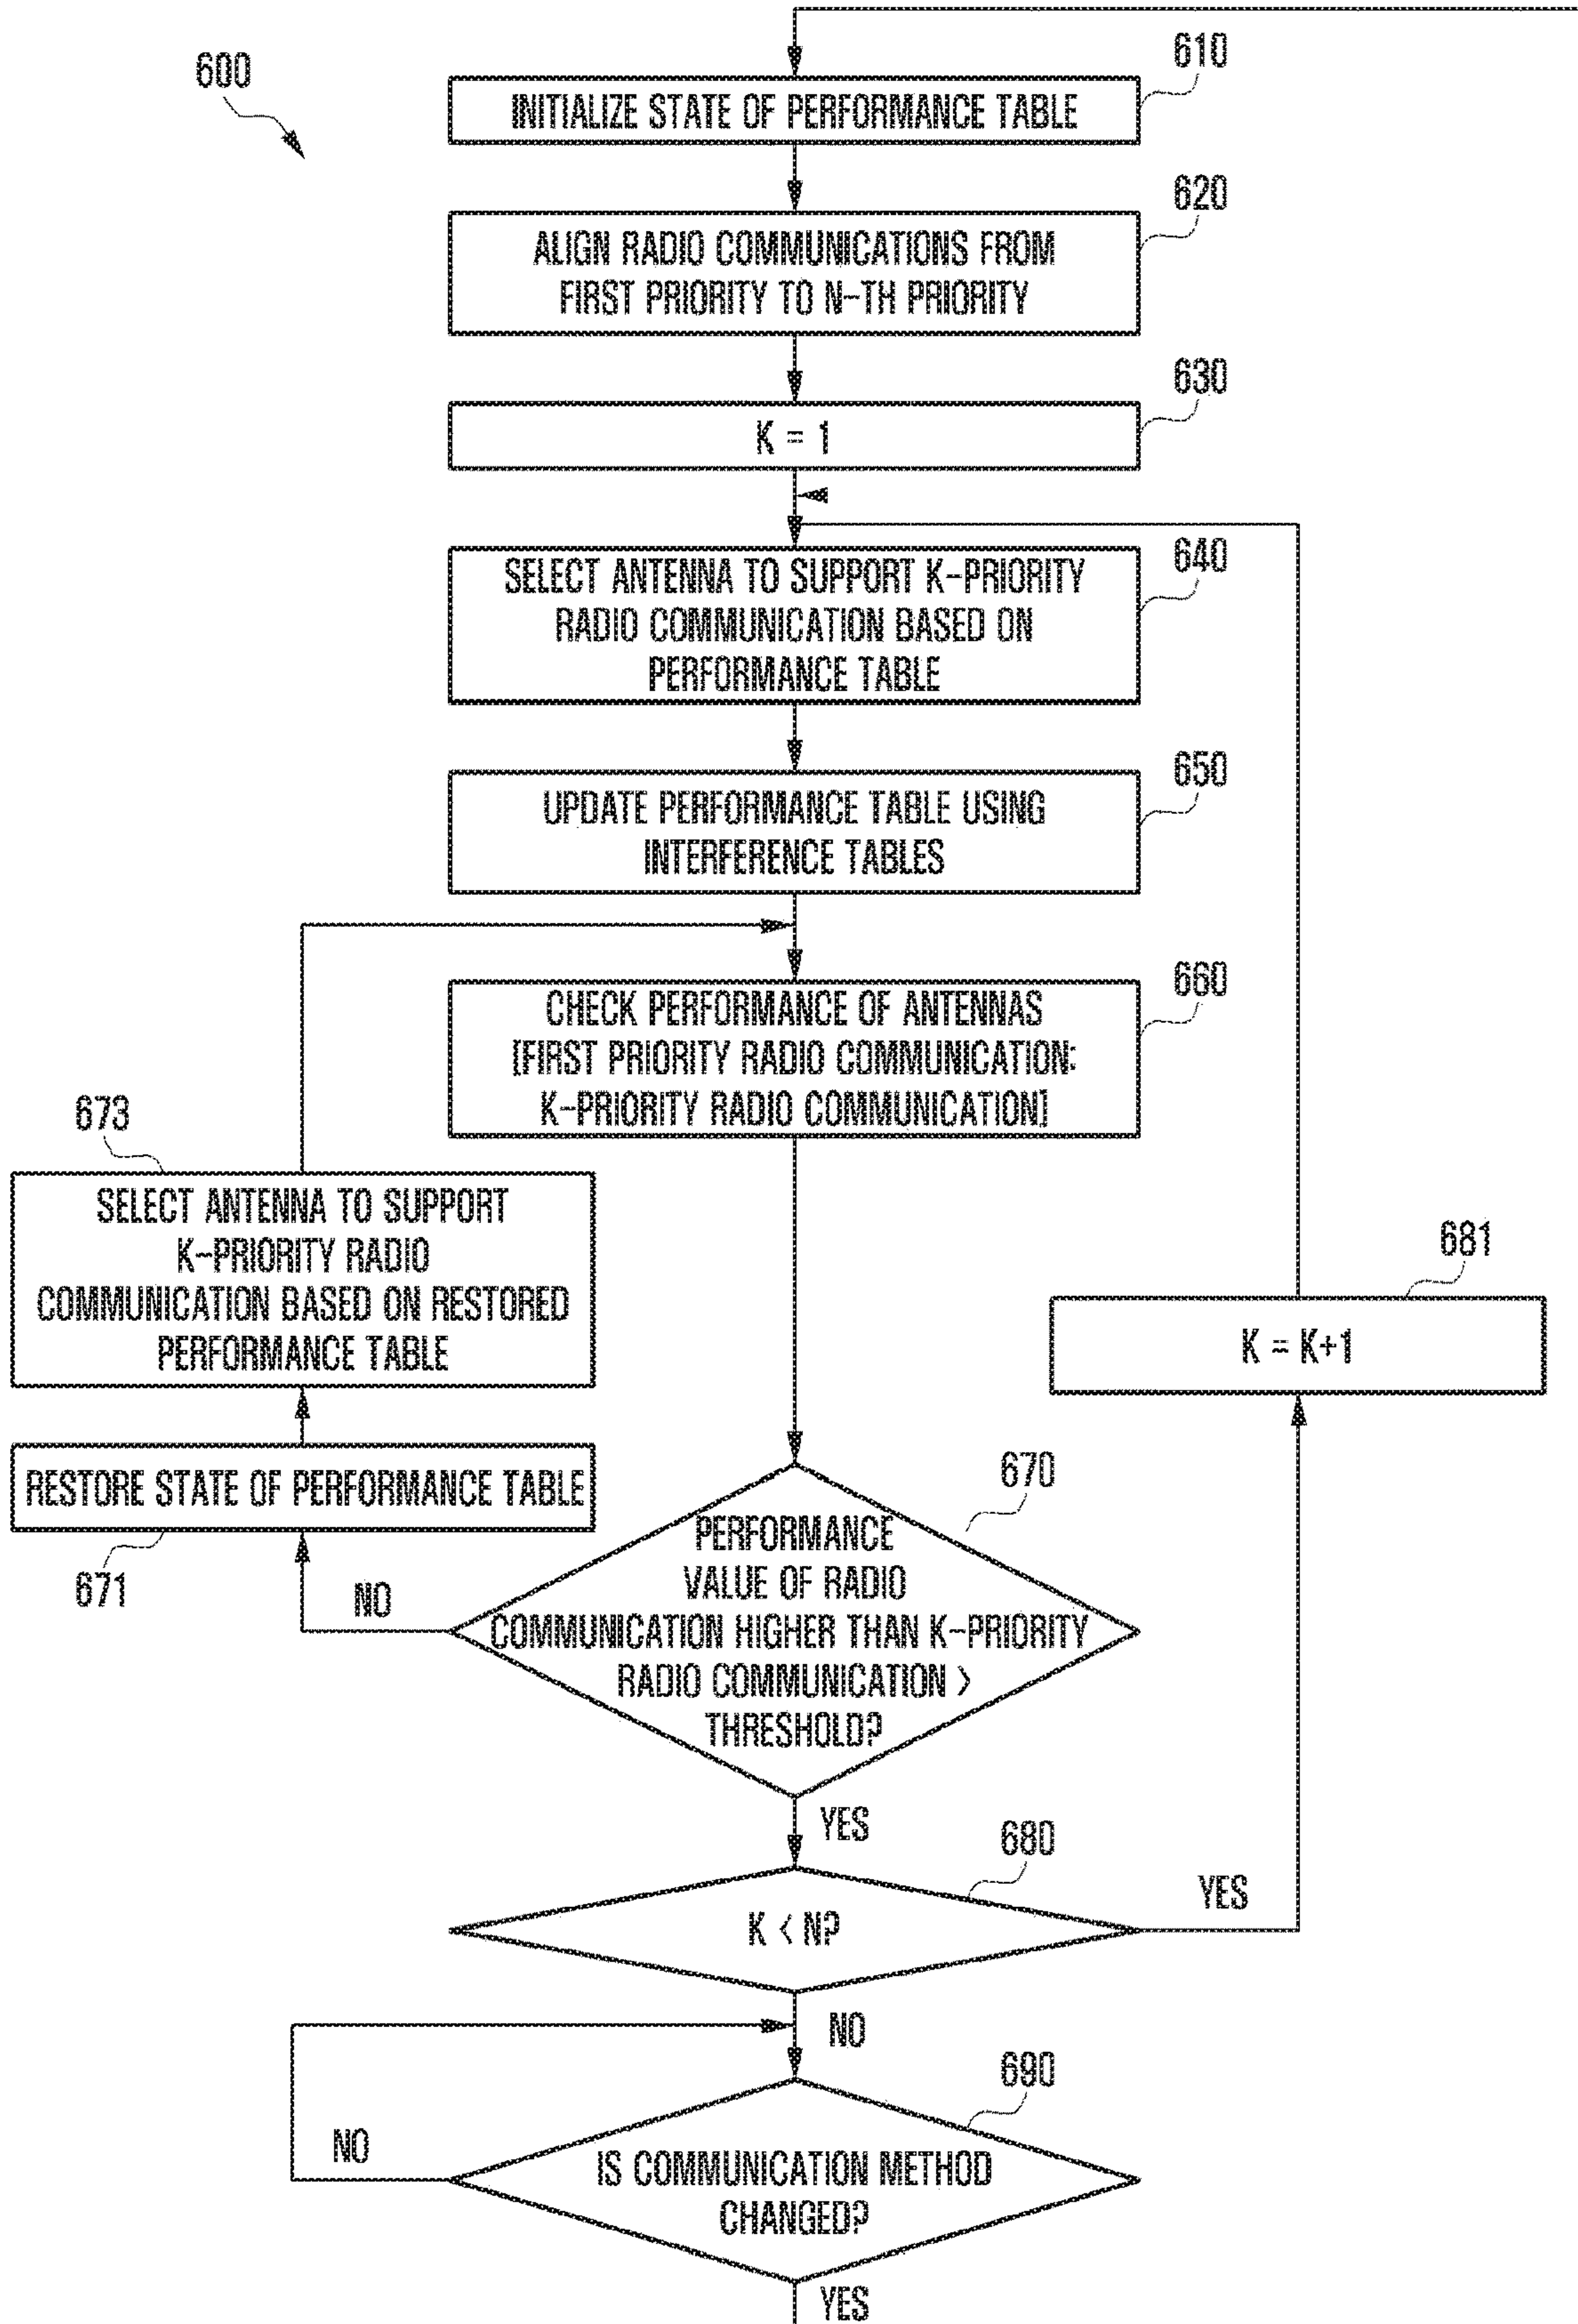 600
610
INITIALIZE STATE OF PERFORMANCE TABLE
620
ALIGN RADIO COMMUNICATIONS FROM
FIRST PRIORITY TO N-TH PRIORITY
630
K = 1
640
SELECT ANTENNA TO SUPPORT K-PRIORITY
RADIO COMMUNICATION BASED ON
PERFORMANCE TABLE
650
UPDATE PERFORMANCE TABLE USING
INTERFERENCE TABLES
660
CHECK PERFORMANCE OF ANTENNAS
[FIRST PRIORITY RADIO COMMUNICATION:
K-PRIORITY RADIO COMMUNICATION]
673
SELECT ANTENNA TO SUPPORT
K-PRIORITY RADIO
COMMUNICATION BASED ON RESTORED
PERFORMANCE TABLE
681
K = K+1
RESTORE STATE OF PERFORMANCE TABLE
671
NO
670
PERFORMANCE
VALUE OF RADIO
COMMUNICATION HIGHER THAN K-PRIORITY
RADIO COMMUNICATION >
THRESHOLD?
YES
680
K < N?
YES
NO
690
NO
IS COMMUNICATION METHOD
CHANGED?
YES